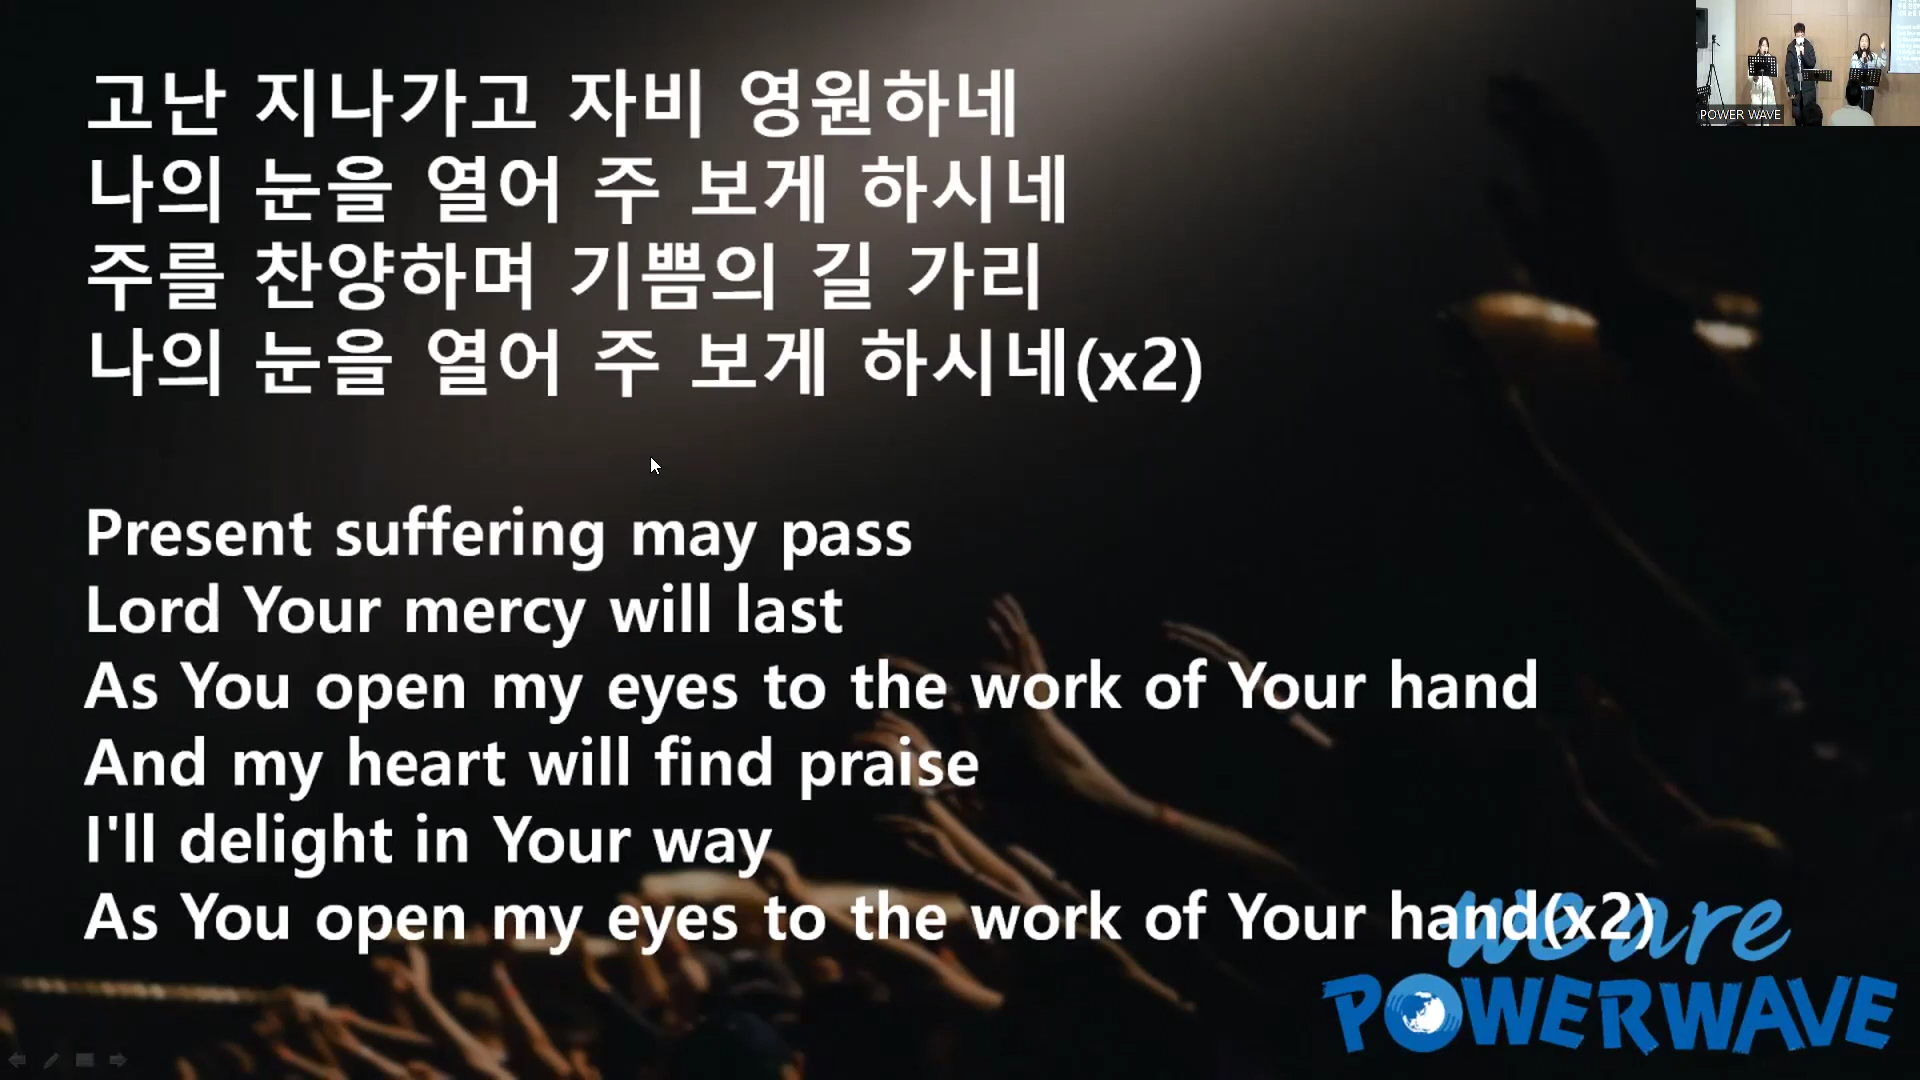 고난 지나가고 자비 영원하네
나의 눈을 열어 주 보게 하시네
주를 찬양하며 기쁨의 길 가리
나의 눈을 열어 주 보게 하시네(x2)
Present suffering may pass
Lord Your mercy will last
As You open my eyes to the work of Your hand
And my heart will find praise
I'll delight in Your way
As You open my eyes to the work of Your hand(x2)
we are
POWERWAVE
POWER WAVE